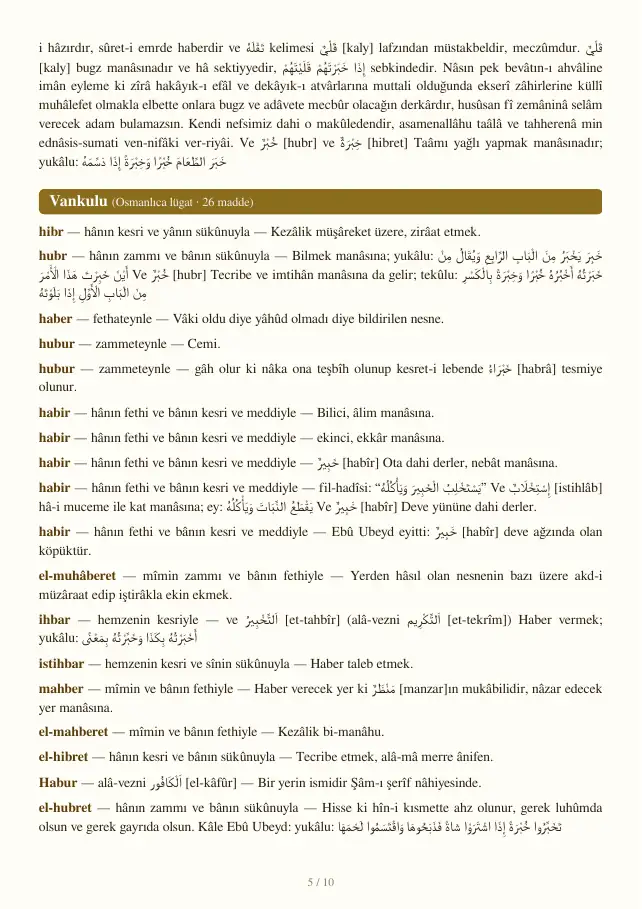 i hâzırdır, sûret-i emrde haberdir ve تَقْلَهْ kelimesi قَلْيٌ [kaly] lafzından müstakbeldir, meczûmdur. قَلْيٌ
[kaly] bugz manâsınadır ve hâ sektiyyedir, إِذَا خَبَرْتَهُمْ قَلَيْتَهُمْ sebkindedir. Nâsın pek bevâtın-ı ahvâline
imân eyleme ki zîrâ hakâyık-ı efâl ve dekâyık-ı atvârlarına muttali olduğunda ekserî zâhirlerine küllî
muhâlefet olmakla elbette onlara bugz ve adâvete mecbûr olacağın derkârdır, husûsan fî zemâninâ selâm
verecek adam bulamazsın. Kendi nefsimiz dahi o makûledendir, asamenallâhu taâlâ ve tahherenâ min
ednâsis-sumati ven-nifâki ver-riyâi. Ve خُبْرٌ [hubr] ve خِبْرَةٌ [hibret] Taâmı yağlı yapmak manâsınadır;
yukâlu: خَبَرَ الطَّعَامَ خُبْرًا وَخِبْرَةً إِذَا دَسَّمَهُ
Vankulu (Osmanlıca lügat · 26 madde)
hibr — hânın kesri ve yânın sükûnuyla — Kezâlik müşâreket üzere, zirâat etmek.
hubr — hânın zammı ve bânın sükûnuyla — Bilmek manâsına; yukâlu: خَبَرَ يَخْبُرُ مِنَ الْبَابِ الرَّابِعِ وَيُقَالُ مِنْ
أَيْنَ خَبِرْتَ هَذَا الْأَمْرَ Ve خُبْرٌ [hubr] Tecribe ve imtihân manâsına da gelir; tekûlu: خَبَرْتُهُ أَخْبُرُهُ خُبْرًا وَخِبْرَةً بِالْكَسْرِ
مِنَ الْبَابِ الْأَوَّلِ إِذَا بَلَوْتَهُ
haber — fethateynle — Vâki oldu diye yâhûd olmadı diye bildirilen nesne.
hubur — zammeteynle — Cemi.
hubur — zammeteynle — gâh olur ki nâka ona teşbîh olunup kesret-i lebende خَبْرَاءُ [habrâ] tesmiye
olunur.
habir — hânın fethi ve bânın kesri ve meddiyle — Bilici, âlim manâsına.
habir — hânın fethi ve bânın kesri ve meddiyle — ekinci, ekkâr manâsına.
habir — hânın fethi ve bânın kesri ve meddiyle — خَبِيرٌ [habîr] Ota dahi derler, nebât manâsına.
habir — hânın fethi ve bânın kesri ve meddiyle — fil-hadîsi: “يَسْتَخْلِبُ الْخَبِيرَ وَيَأْكُلُهُ” Ve إِسْتِخْلَابٌ [istihlâb]
hâ-i muceme ile kat manâsına; ey: يَقْطَعُ النَّبَاتَ وَيَأْكُلُهُ Ve خَبِيرٌ [habîr] Deve yününe dahi derler.
habir — hânın fethi ve bânın kesri ve meddiyle — Ebû Ubeyd eyitti: خَبِيرٌ [habîr] deve ağzında olan
köpüktür.
el-muhâberet — mîmin zammı ve bânın fethiyle — Yerden hâsıl olan nesnenin bazı üzere akd-i
müzâraat edip iştirâkla ekin ekmek.
ihbar — hemzenin kesriyle — ve اَلتَّخْبِيرُ [et-tahbîr] (alâ-vezni اَلتَّكْرِيم [et-tekrîm]) Haber vermek;
yukâlu: أَخْبَرْتُهُ بِكَذَا وَخَبَّرْتُهُ بِمَعْنًى
istihbar — hemzenin kesri ve sînin sükûnuyla — Haber taleb etmek.
mahber — mîmin ve bânın fethiyle — Haber verecek yer ki مَنْظَرٌ [manzar]ın mukâbilidir, nâzar edecek
yer manâsına.
el-mahberet — mîmin ve bânın fethiyle — Kezâlik bi-manâhu.
el-hibret — hânın kesri ve bânın sükûnuyla — Tecribe etmek, alâ-mâ merre ânifen.
Habur — alâ-vezni اَلْكَافُور [el-kâfûr] — Bir yerin ismidir Şâm-ı şerîf nâhiyesinde.
el-hubret — hânın zammı ve bânın sükûnuyla — Hisse ki hîn-i kısmette ahz olunur, gerek luhûmda
olsun ve gerek gayrıda olsun. Kâle Ebû Ubeyd: yukâlu: تَخَبَّرُوا خُبْرَةً إِذَا اشْتَرَوْا شَاةً فَذَبَحُوهَا وَاقْتَسَمُوا لَحْمَهَا
5 / 10